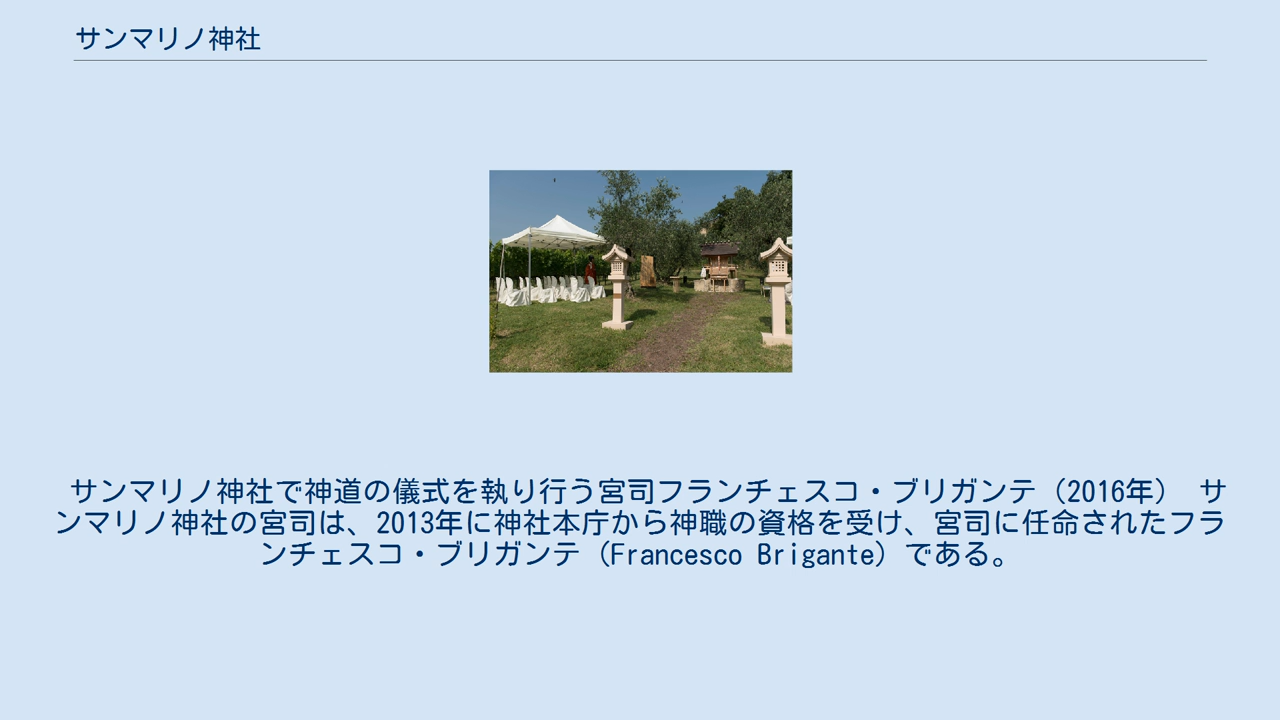 サンマリノ神社
サンマリノ神社で神道の儀式を執り行う宮司フランチェスコ・ブリガンテ（2016年） サ
ンマリノ神社の宮司は、2013年に神社本庁から神職の資格を受け、宮司に任命されたフラ
ンチェスコ・ブリガンテ（Francesco Brigante）である。